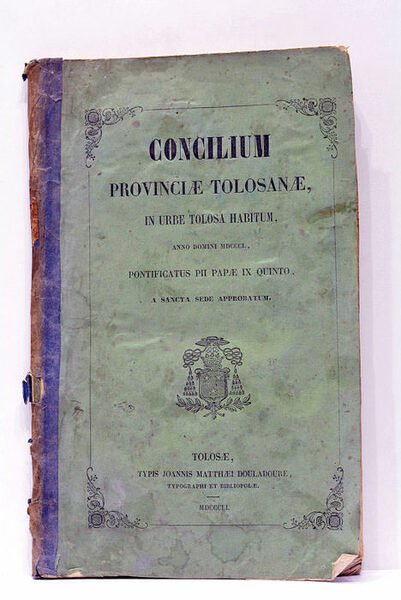 CONCILIUM
PROVINCIÆ TOLOSANÆ,
IN URBE TOLOSA HABITUM,
ANNO DOMINI MDCCCL,
PONTIFICATUS PII PAPÆ IX QUINTO,
A SANCTA SEDE APPROBATUM.
TOLOSÆ,
TYPIS JOANNIS MATTHÆI DOULADOURE,
TYPOGRAPHI ET BIBLIOPOLÆ.
MDCCCLI.